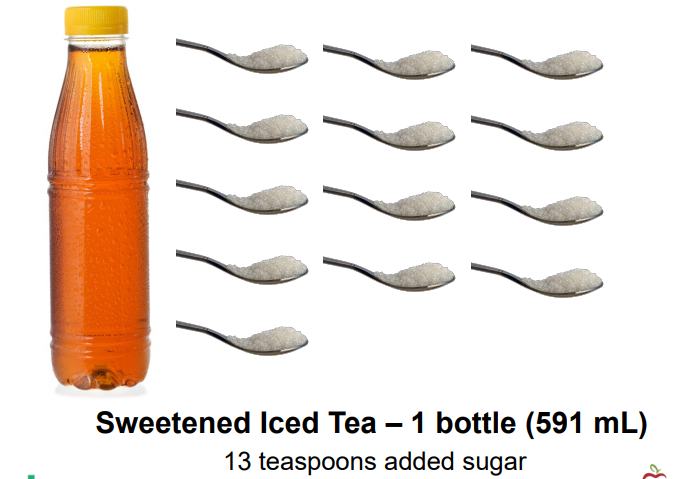 Sweetened Iced Tea – 1 bottle (591 mL)
13 teaspoons added sugar